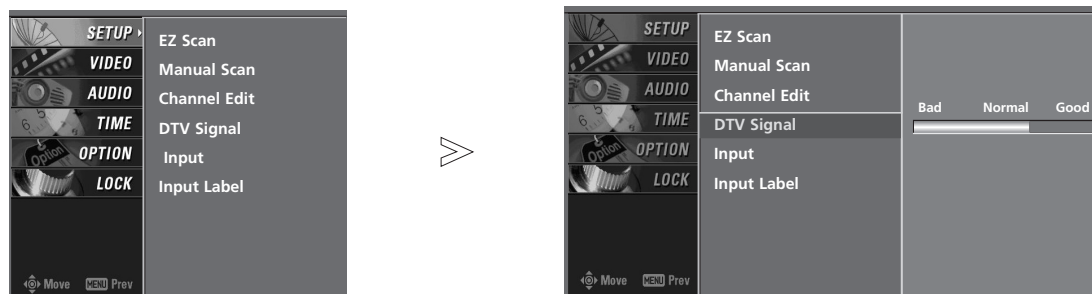 SETUP
VIDEO
AUDIO
TIME
Option OPTION
LOCK
EZ Scan
Manual Scan
Channel Edit
DTV Signal
Input
Input Label
Move MENU Prev
>
SETUP
VIDEO
AUDIO
TIME
Option OPTION
LOCK
EZ Scan
Manual Scan
Channel Edit
DTV Signal
Input
Input Label
Bad Normal Good
Move MENU Prev